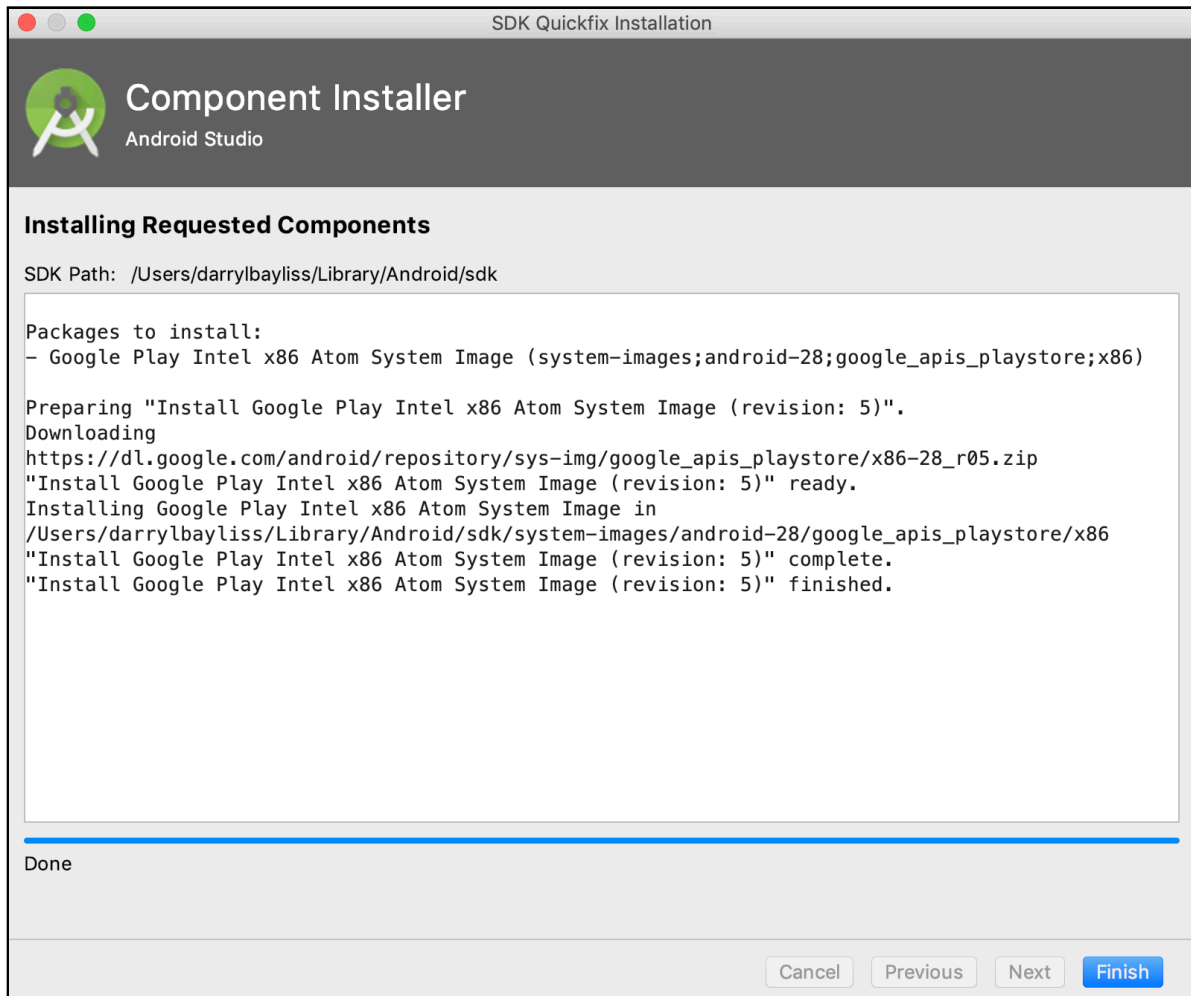 SDK Quickfix Installation
Component Installer
Android Studio
Installing Requested Components
SDK Path: /Users/darrylbayliss/Library/Android/sdk
Packages to install:
- Google Play Intel x86 Atom System Image (system-images;android-28;google_apis_playstore;x86)
Preparing "Install Google Play Intel x86 Atom System Image (revision: 5)".
Downloading
https://dl.google.com/android/repository/sys-img/google_apis_playstore/x86-28_r05.zip
"Install Google Play Intel x86 Atom System Image (revision: 5)" ready.
Installing Google Play Intel x86 Atom System Image in
/Users/darrylbayliss/Library/Android/sdk/system-images/android-28/google_apis_playstore/x86
"Install Google Play Intel x86 Atom System Image (revision: 5)" complete.
"Install Google Play Intel x86 Atom System Image (revision: 5)" finished.
Done
Cancel Previous Next Finish